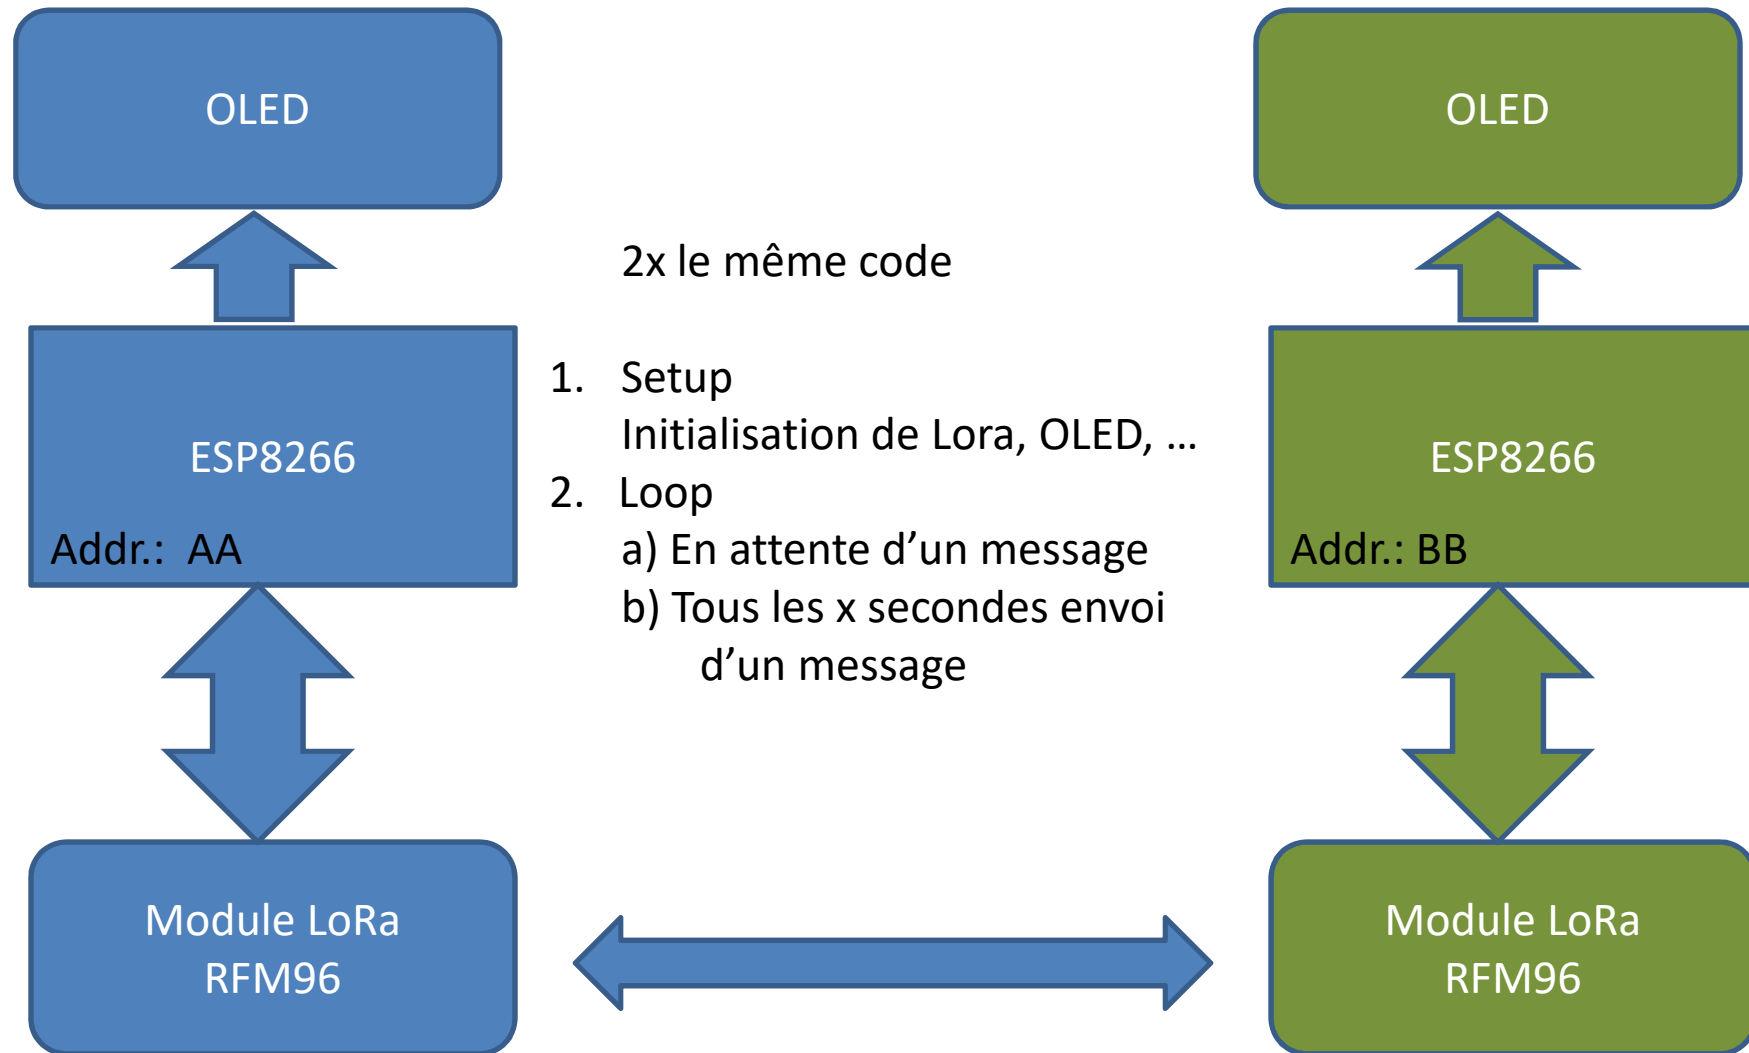 OLED
OLED
2x le même code
1. Setup
Initialisation de Lora, OLED, …
2. Loop
a) En attente d’un message
b) Tous les x secondes envoi
d’un message
ESP8266
Addr.: AA
ESP8266
Addr.: BB
Module LoRa
RFM96
Module LoRa
RFM96